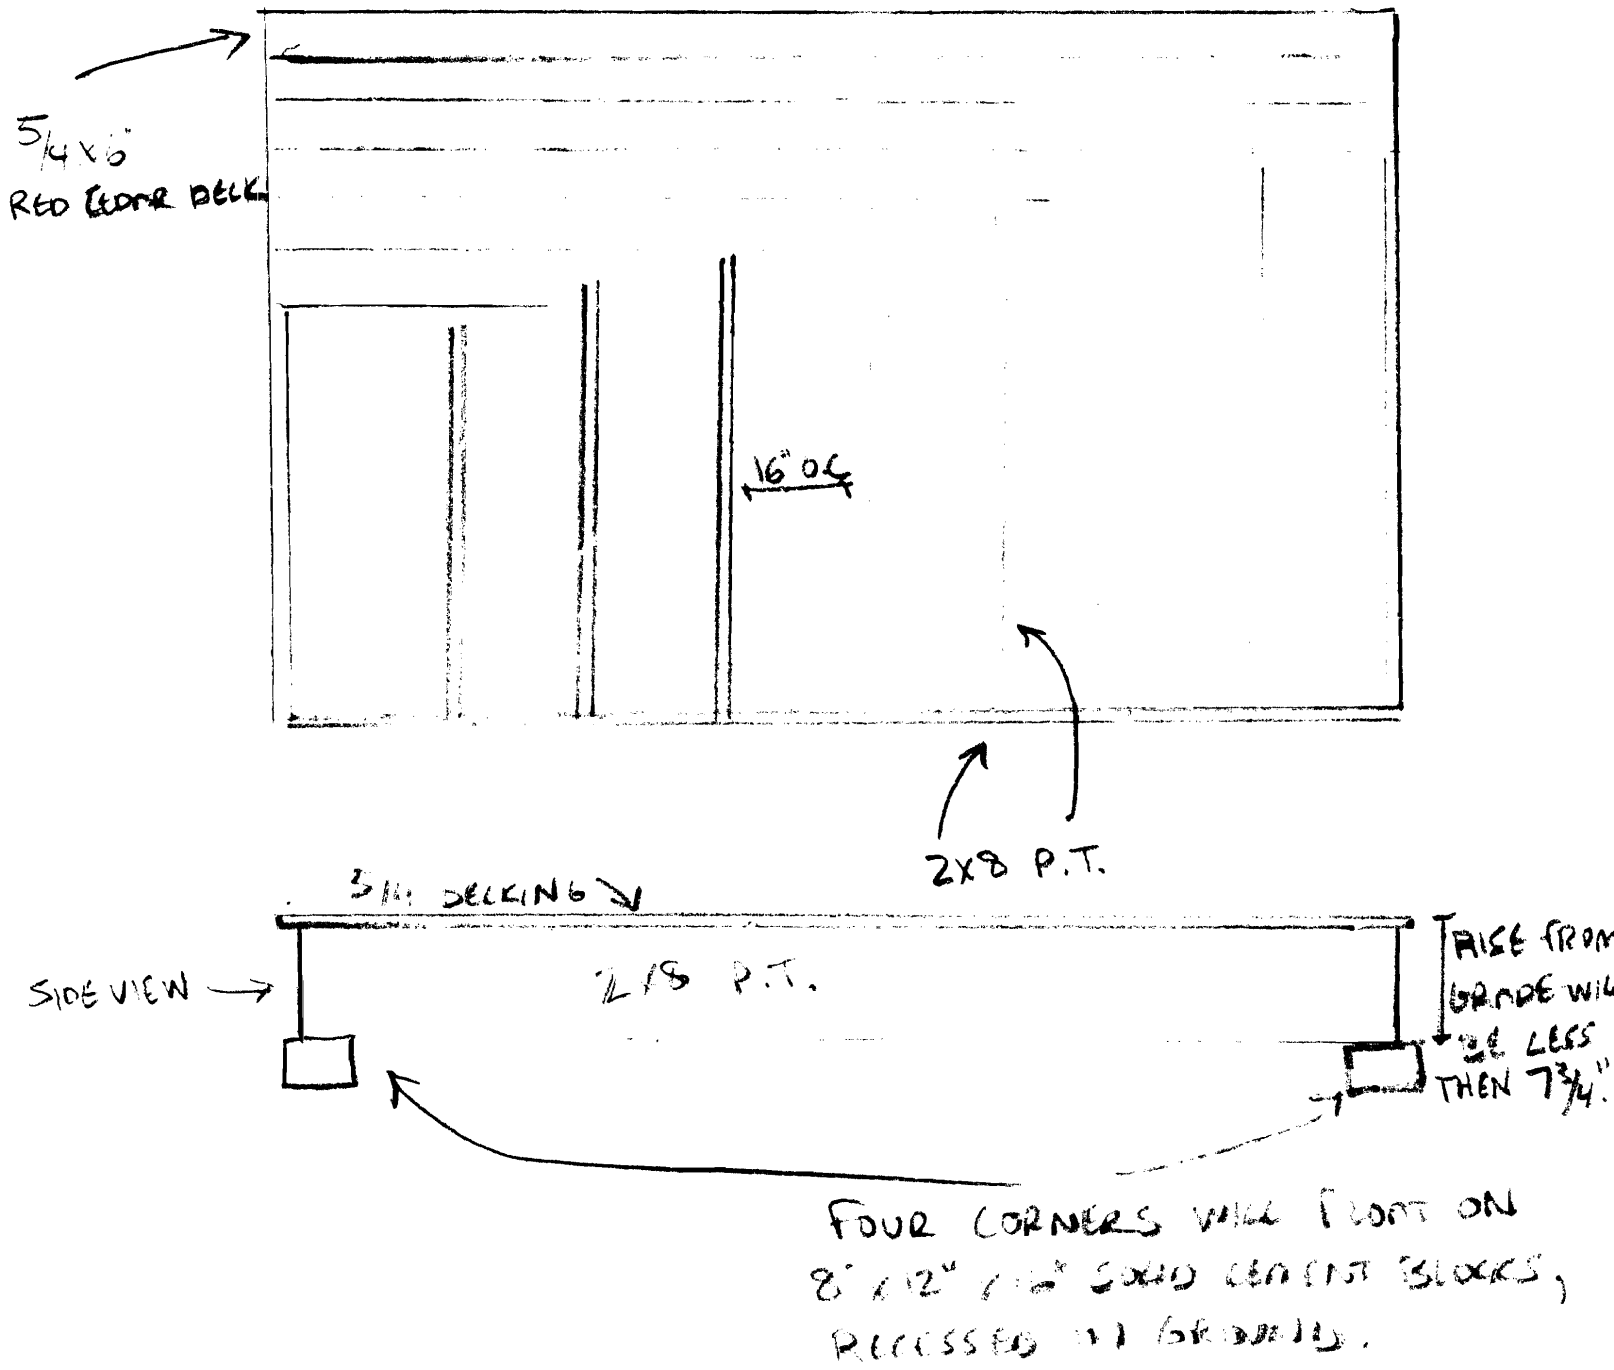 5/4 x 6"
RED CEDAR DECK.
16" O.C.
2X8 P.T.
5/4 DECKING
SIDE VIEW
2X8 P.T.
RISE FROM
GRADE WILL
BE LESS
THEN 7 3/4".
FOUR CORNERS WILL FLOAT ON
8" x 12" x 16" SOLID CEMENT BLOCKS,
RECESSED IN GROUND.